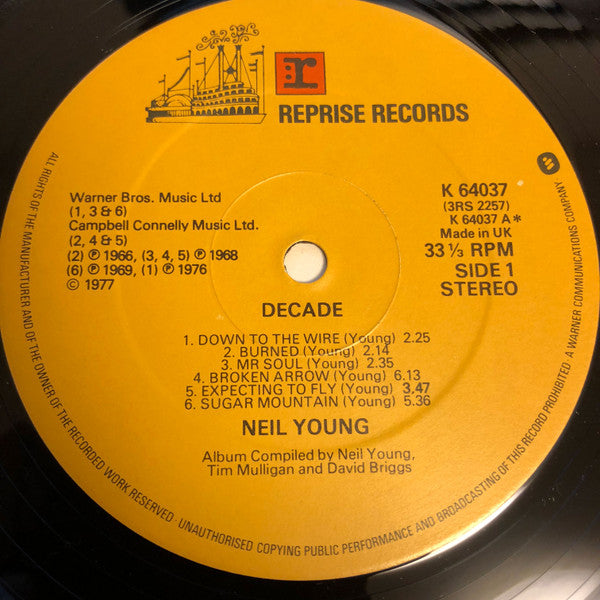 r
REPRISE RECORDS
Warner Bros. Music Ltd
(1, 3 & 6)
Campbell Connelly Music Ltd.
(2, 4 & 5)
(2) ℗ 1966, (3, 4, 5) ℗ 1968
(6) ℗ 1969, (1) ℗ 1976
© 1977
K 64037
(3RS 2257)
K 64037 A*
Made in UK
33 ⅓ RPM
SIDE 1
STEREO
DECADE
1. DOWN TO THE WIRE (Young) 2.25
2. BURNED (Young) 2.14
3. MR SOUL (Young) 2.35
4. BROKEN ARROW (Young) 6.13
5. EXPECTING TO FLY (Young) 3.47
6. SUGAR MOUNTAIN (Young) 5.36
NEIL YOUNG
Album Compiled by Neil Young,
Tim Mulligan and David Briggs
ALL RIGHTS OF THE MANUFACTURER AND OF THE OWNER OF THE RECORDED WORK RESERVED · UNAUTHORISED COPYING PUBLIC PERFORMANCE AND BROADCASTING OF THIS RECORD PROHIBITED · A WARNER COMMUNICATIONS COMPANY